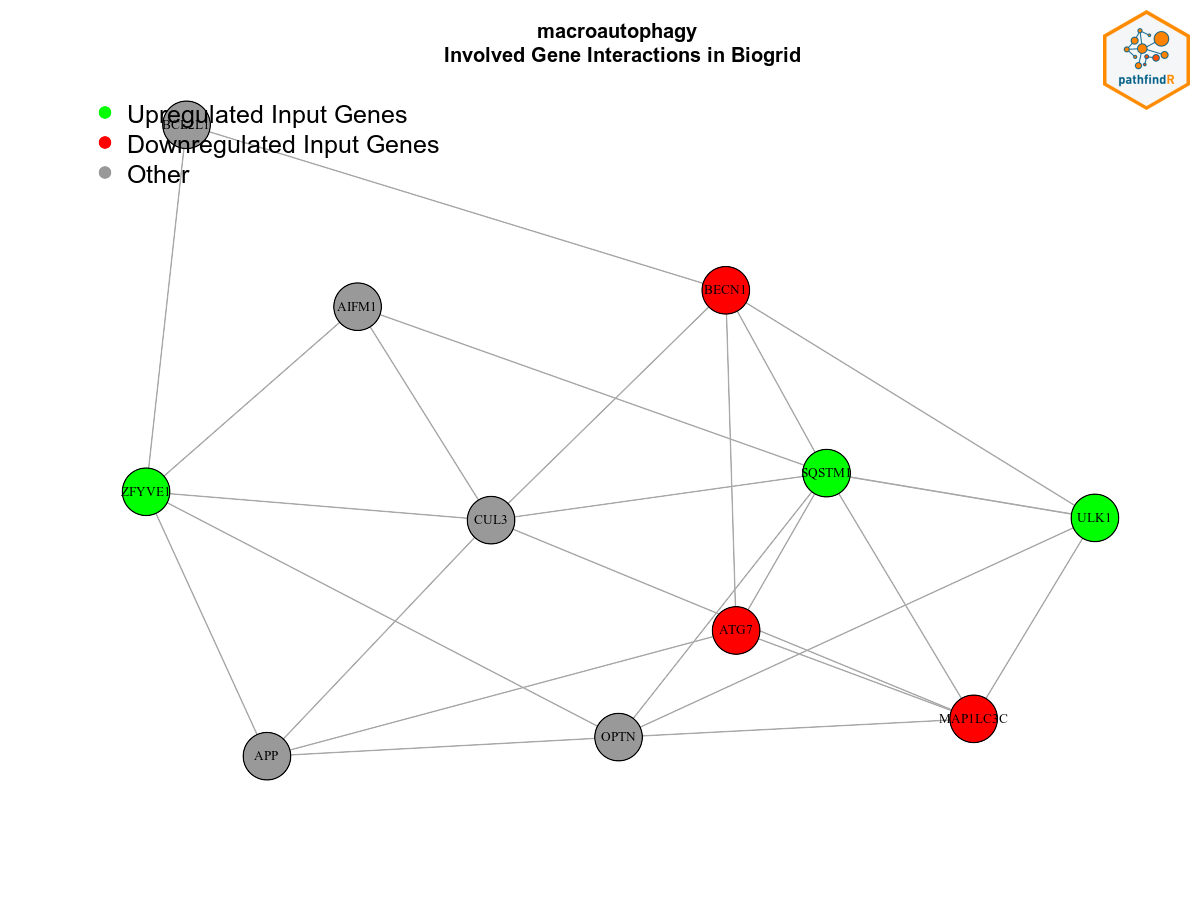 macroautophagy
Involved Gene Interactions in Biogrid
pathfindR
Upregulated Input Genes
BCL2L1
Downregulated Input Genes
Other
BECN1
AIFM1
SQSTM1
ZFYVE1
CUL3
ULK1
ATG7
MAP1LC3C
OPTN
APP